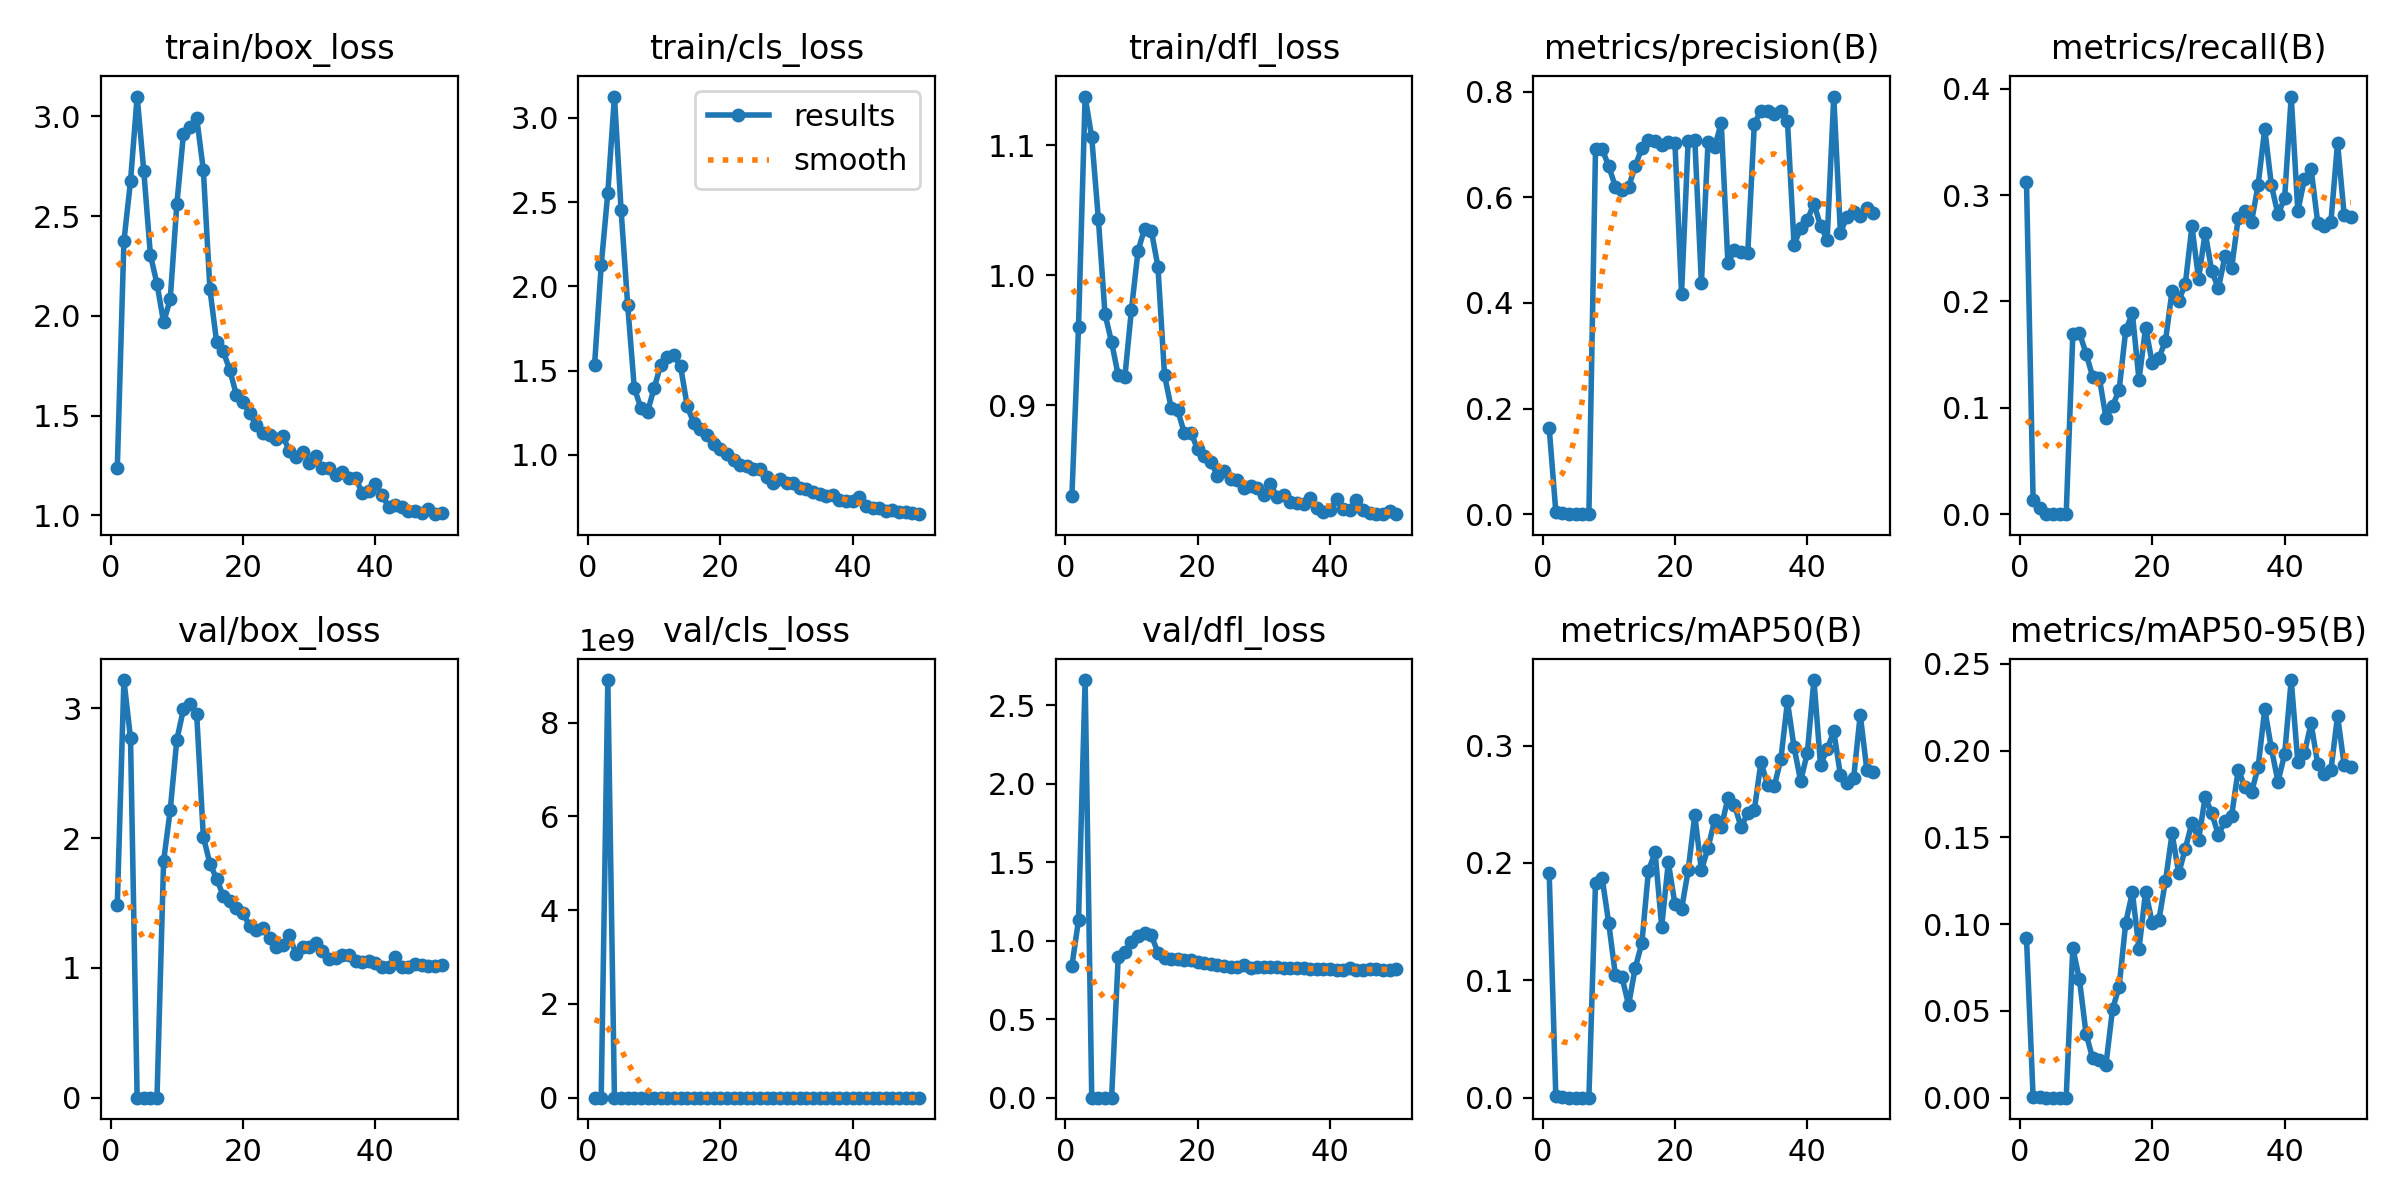 train/box_loss
3.0
2.5
2.0
1.5
1.0
0 20 40
train/cls_loss
results
smooth
3.0
2.5
2.0
1.5
1.0
0 20 40
train/dfl_loss
1.1
1.0
0.9
0 20 40
metrics/precision(B)
0.8
0.6
0.4
0.2
0.0
0 20 40
metrics/recall(B)
0.4
0.3
0.2
0.1
0.0
0 20 40
val/box_loss
3
2
1
0
0 20 40
val/cls_loss
1e9
8
6
4
2
0
0 20 40
val/dfl_loss
2.5
2.0
1.5
1.0
0.5
0.0
0 20 40
metrics/mAP50(B)
0.3
0.2
0.1
0.0
0 20 40
metrics/mAP50-95(B)
0.25
0.20
0.15
0.10
0.05
0.00
0 20 40